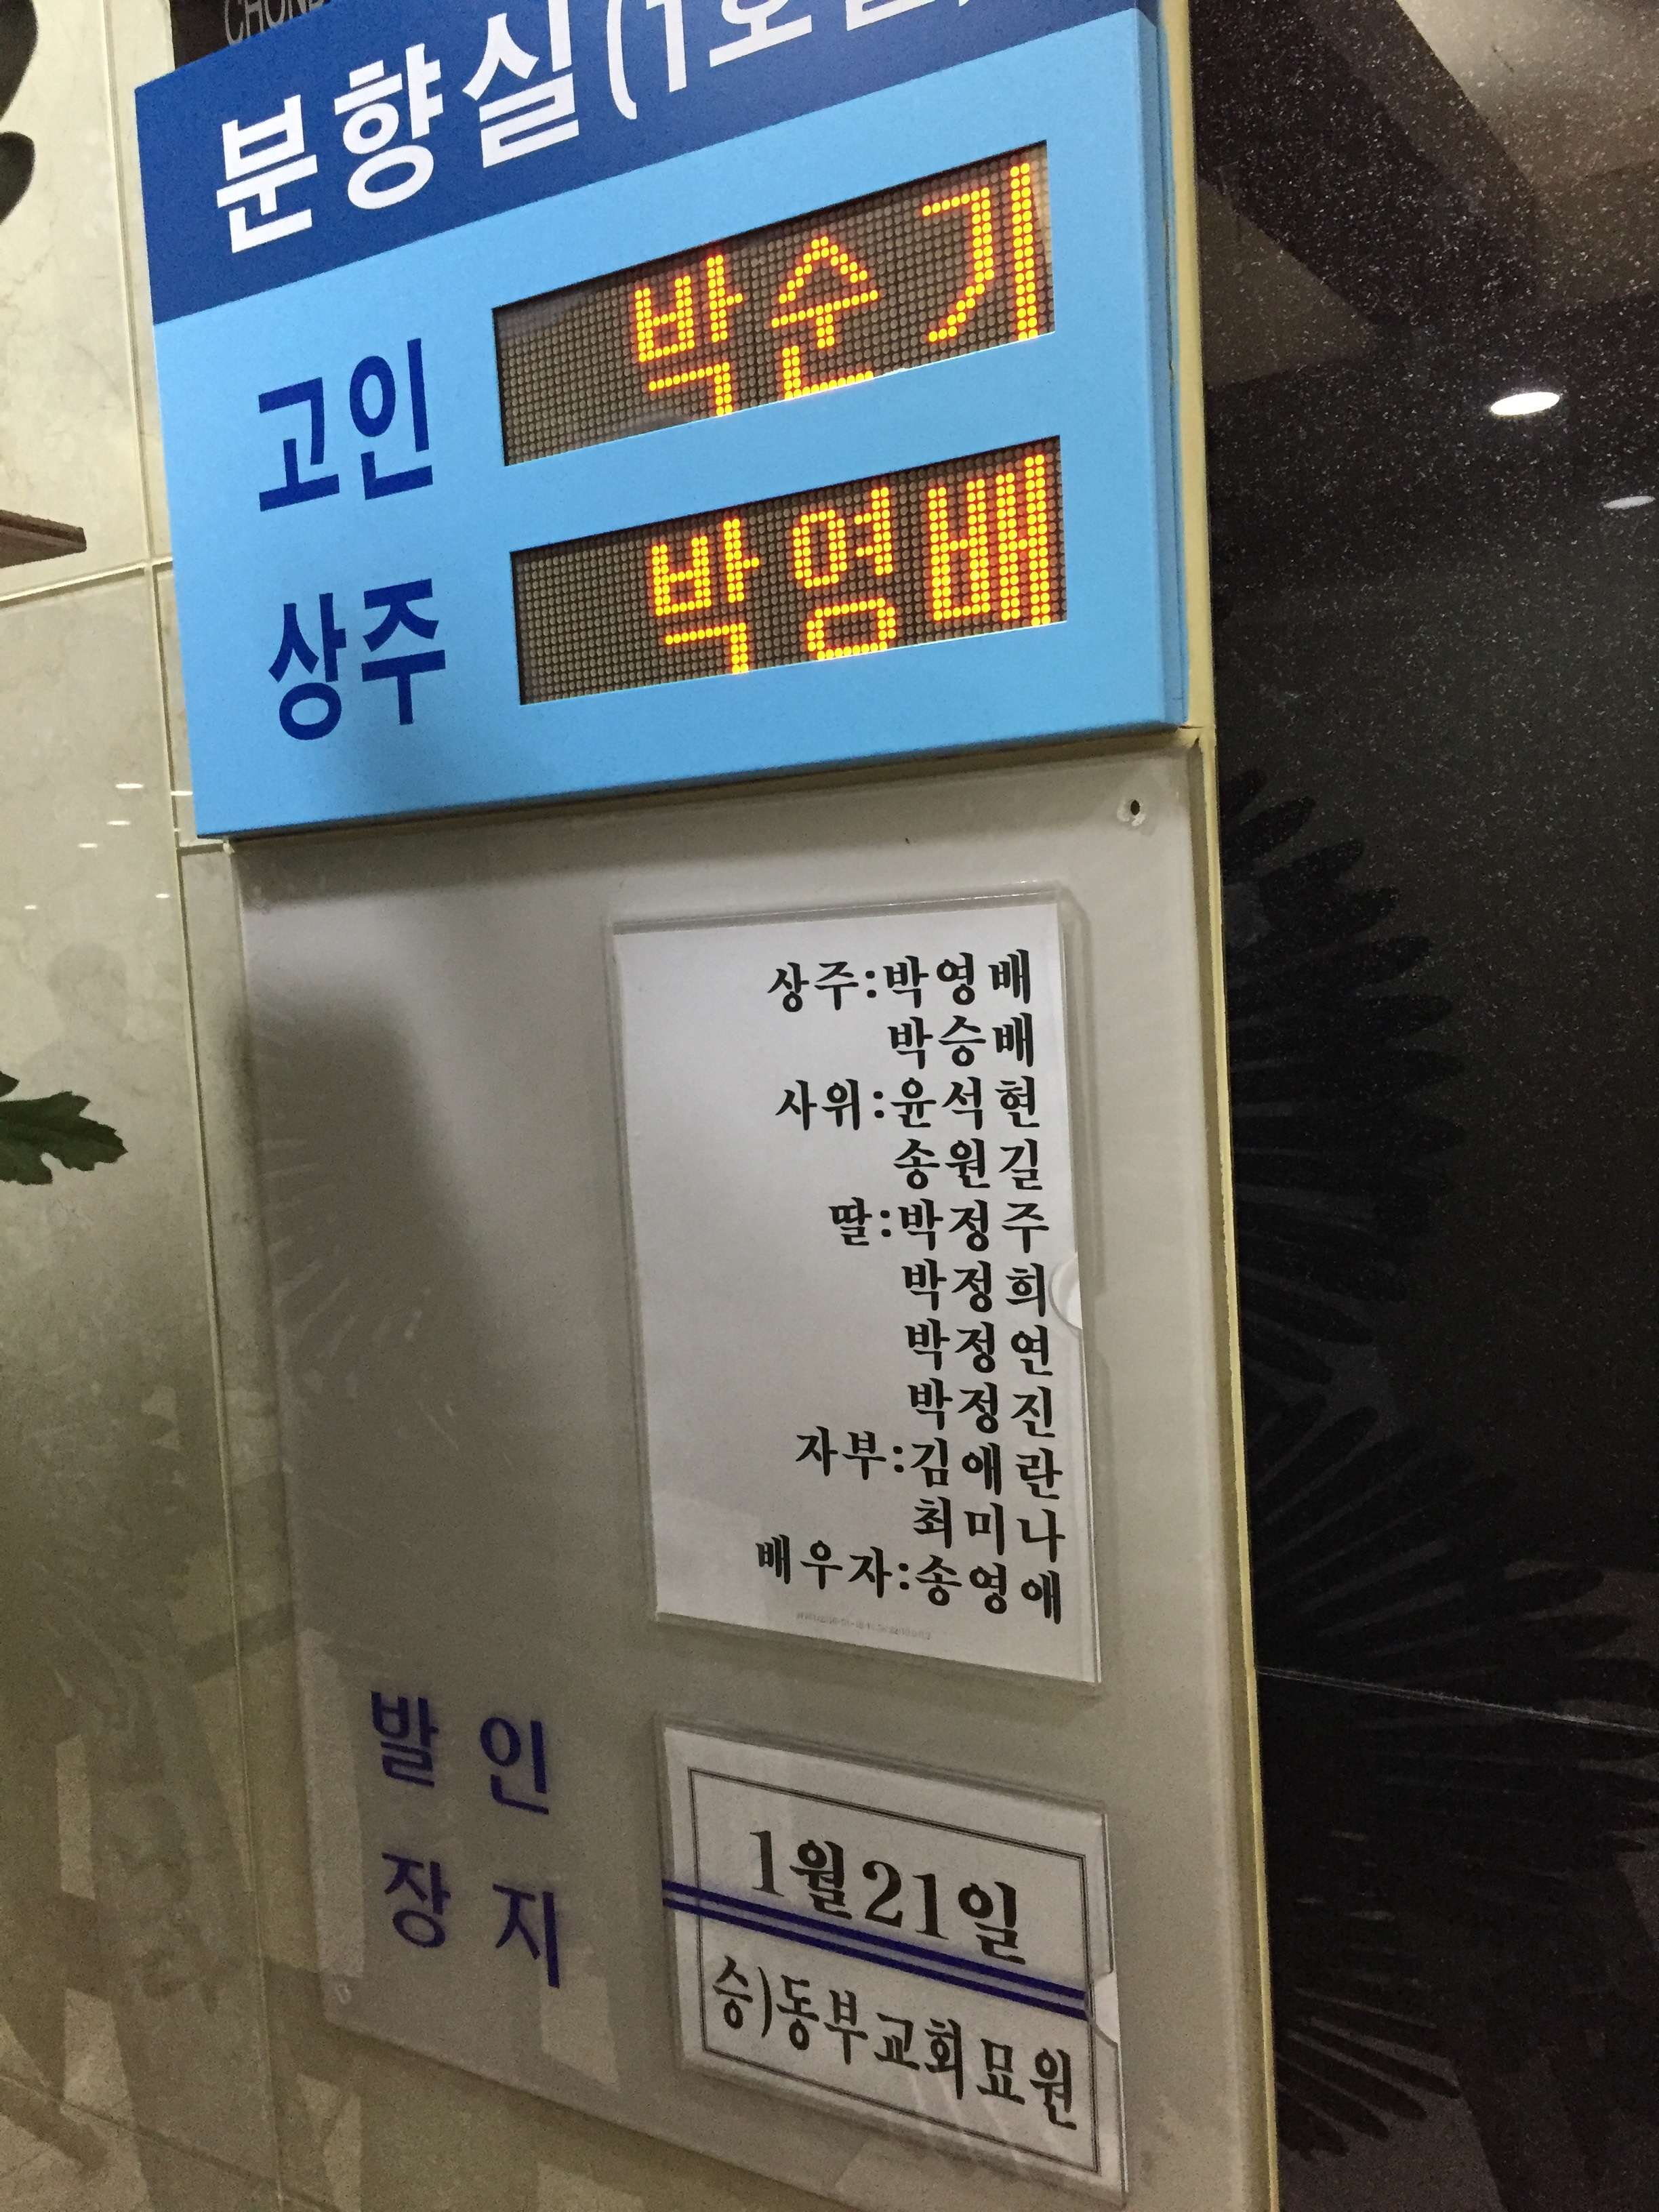 분향실(1호실)
고인 박순기
상주 박영배
상주:박영배
박승배
사위:윤석현
송원길
딸:박정주
박정희
박정연
박정진
자부:김애란
최미나
배우자:송영애
발인 1월21일
장지 승)동부교회묘원